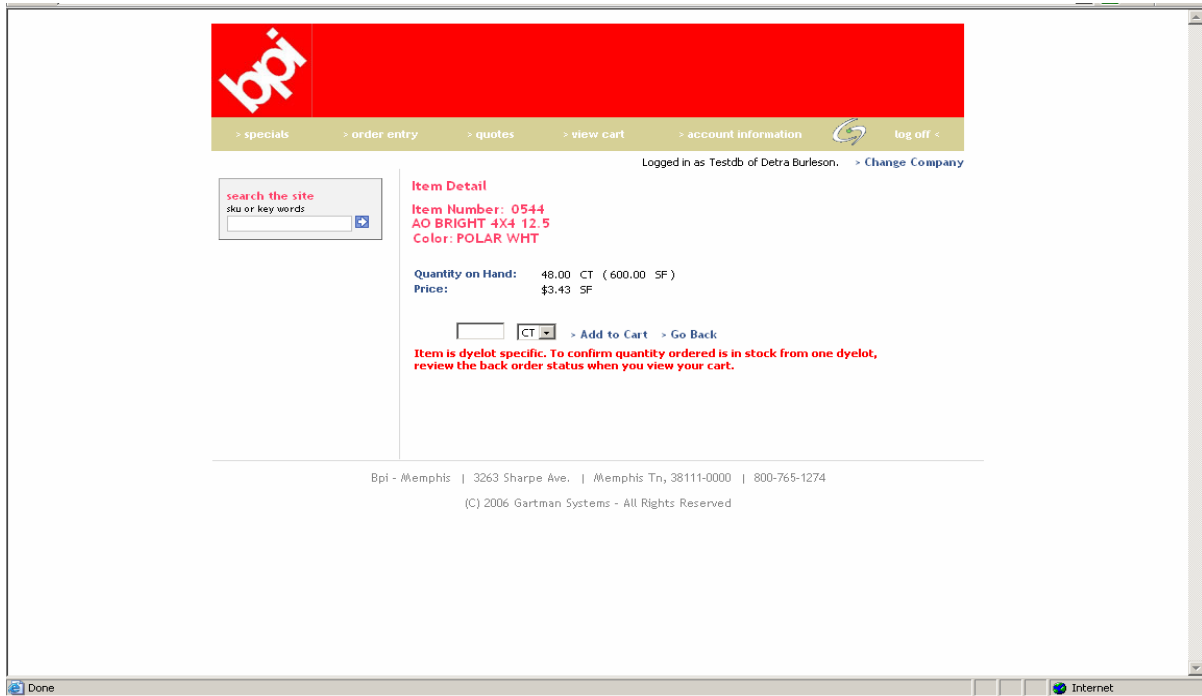 bpi
> specials > order entry > quotes > view cart > account information log off <
Logged in as Testdb of Detra Burleson. > Change Company
search the site
sku or key words
Item Detail
Item Number: 0544
AO BRIGHT 4X4 12.5
Color: POLAR WHT
Quantity on Hand: 48.00 CT ( 600.00 SF )
Price: $3.43 SF
CT > Add to Cart > Go Back
Item is dyelot specific. To confirm quantity ordered is in stock from one dyelot,
review the back order status when you view your cart.
Bpi - Memphis | 3263 Sharpe Ave. | Memphis Tn, 38111-0000 | 800-765-1274
(C) 2006 Gartman Systems - All Rights Reserved
Done Internet